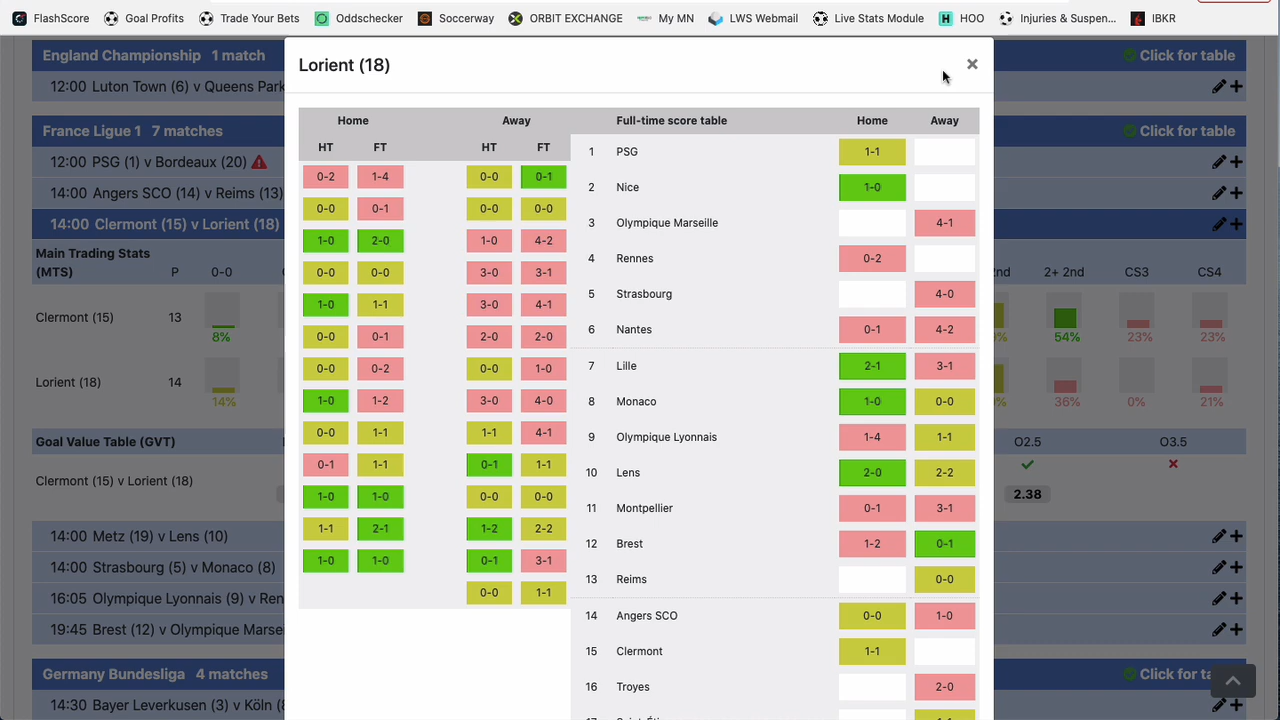 FlashScore Goal Profits Trade Your Bets Oddschecker Soccerway ORBIT EXCHANGE My MN LWS Webmail Live Stats Module HOO Injuries & Suspen... IBKR
England Championship 1 match Click for table
12:00 Luton Town (6) v Queens Park
France Ligue 1 7 matches Click for table
12:00 PSG (1) v Bordeaux (20)
14:00 Angers SCO (14) v Reims (13)
14:00 Clermont (15) v Lorient (18)
Main Trading Stats
(MTS) P 0-0 2nd 2+ 2nd CS3 CS4
Clermont (15) 13
8% 54% 23% 23%
Lorient (18) 14
14% 36% 0% 21%
Goal Value Table (GVT) O2.5 O3.5
Clermont (15) v Lorient (18) 2.38
14:00 Metz (19) v Lens (10)
14:00 Strasbourg (5) v Monaco (8)
16:05 Olympique Lyonnais (9) v Ren
19:45 Brest (12) v Olympique Marse
Germany Bundesliga 4 matches Click for ta
14:30 Bayer Leverkusen (3) v Köln (
Lorient (18) ×
Home Away
HT FT HT FT
0-2 1-4 0-0 0-1
0-0 0-1 0-0 0-0
1-0 2-0 1-0 4-2
0-0 0-0 3-0 3-1
1-0 1-1 3-0 4-1
0-0 0-1 2-0 2-0
0-0 0-2 0-0 1-0
1-0 1-2 3-0 4-0
0-0 1-1 1-1 4-1
0-1 1-1 0-1 1-1
1-0 1-0 0-0 0-0
1-1 2-1 1-2 2-2
1-0 1-0 0-1 3-1
0-0 1-1
Full-time score table Home Away
1 PSG 1-1
2 Nice 1-0
3 Olympique Marseille 4-1
4 Rennes 0-2
5 Strasbourg 4-0
6 Nantes 0-1 4-2
7 Lille 2-1 3-1
8 Monaco 1-0 0-0
9 Olympique Lyonnais 1-4 1-1
10 Lens 2-0 2-2
11 Montpellier 0-1 3-1
12 Brest 1-2 0-1
13 Reims 0-0
14 Angers SCO 0-0 1-0
15 Clermont 1-1
16 Troyes 2-0